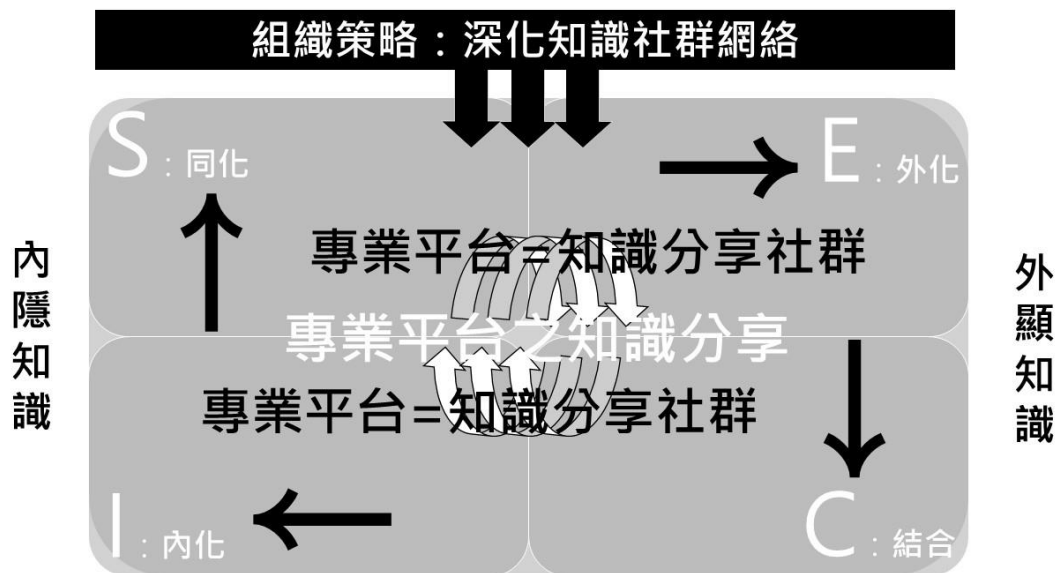 組織策略：深化知識社群網絡
S：同化
E：外化
專業平台=知識分享社群
內隱知識
外顯知識
專業平台之知識分享
專業平台=知識分享社群
I：內化
C：結合